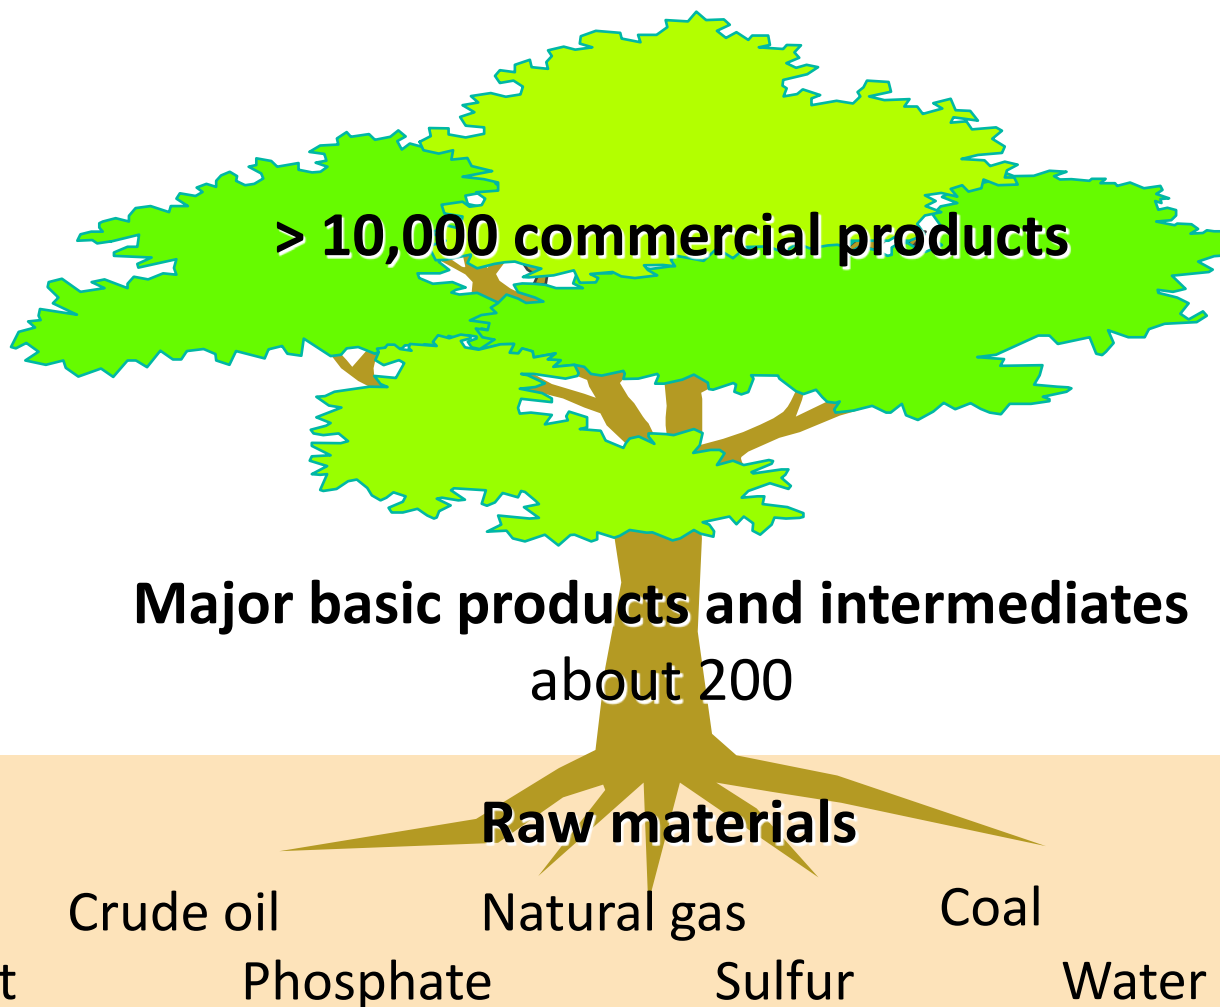 > 10,000 commercial products
Major basic products and intermediates
about 200
Raw materials
Crude oil Natural gas Coal
Phosphate Sulfur Water